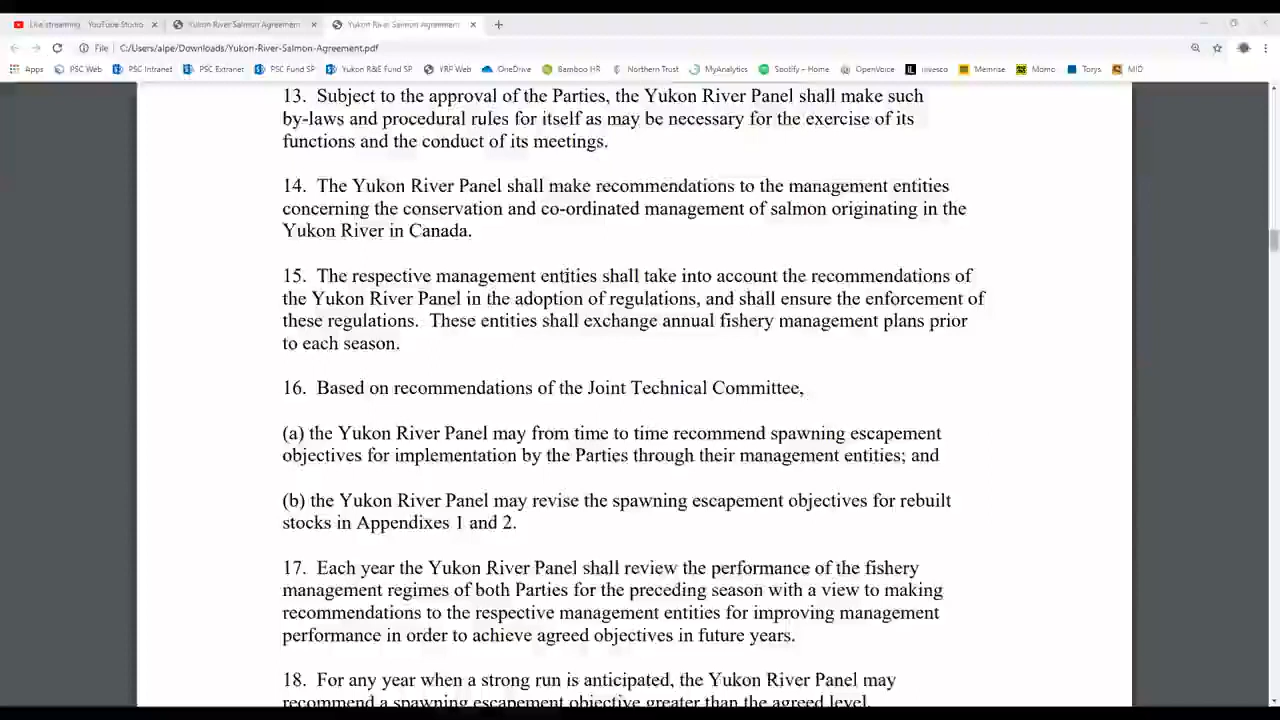 Live streaming - YouTube Studio
Yukon River Salmon Agreement
Yukon River Salmon Agreement
File C:/Users/alpe/Downloads/Yukon-River-Salmon-Agreement.pdf
Apps PSC Web PSC Intranet PSC Extranet PSC Fund SP Yukon R&E Fund SP YRP Web OneDrive Bamboo HR Northern Trust MyAnalytics Spotify – Home OpenVoice Invesco Memrise Momo Torys MID
13. Subject to the approval of the Parties, the Yukon River Panel shall make such
by-laws and procedural rules for itself as may be necessary for the exercise of its
functions and the conduct of its meetings.
14. The Yukon River Panel shall make recommendations to the management entities
concerning the conservation and co-ordinated management of salmon originating in the
Yukon River in Canada.
15. The respective management entities shall take into account the recommendations of
the Yukon River Panel in the adoption of regulations, and shall ensure the enforcement of
these regulations. These entities shall exchange annual fishery management plans prior
to each season.
16. Based on recommendations of the Joint Technical Committee,
(a) the Yukon River Panel may from time to time recommend spawning escapement
objectives for implementation by the Parties through their management entities; and
(b) the Yukon River Panel may revise the spawning escapement objectives for rebuilt
stocks in Appendixes 1 and 2.
17. Each year the Yukon River Panel shall review the performance of the fishery
management regimes of both Parties for the preceding season with a view to making
recommendations to the respective management entities for improving management
performance in order to achieve agreed objectives in future years.
18. For any year when a strong run is anticipated, the Yukon River Panel may
recommend a spawning escapement objective greater than the agreed level.